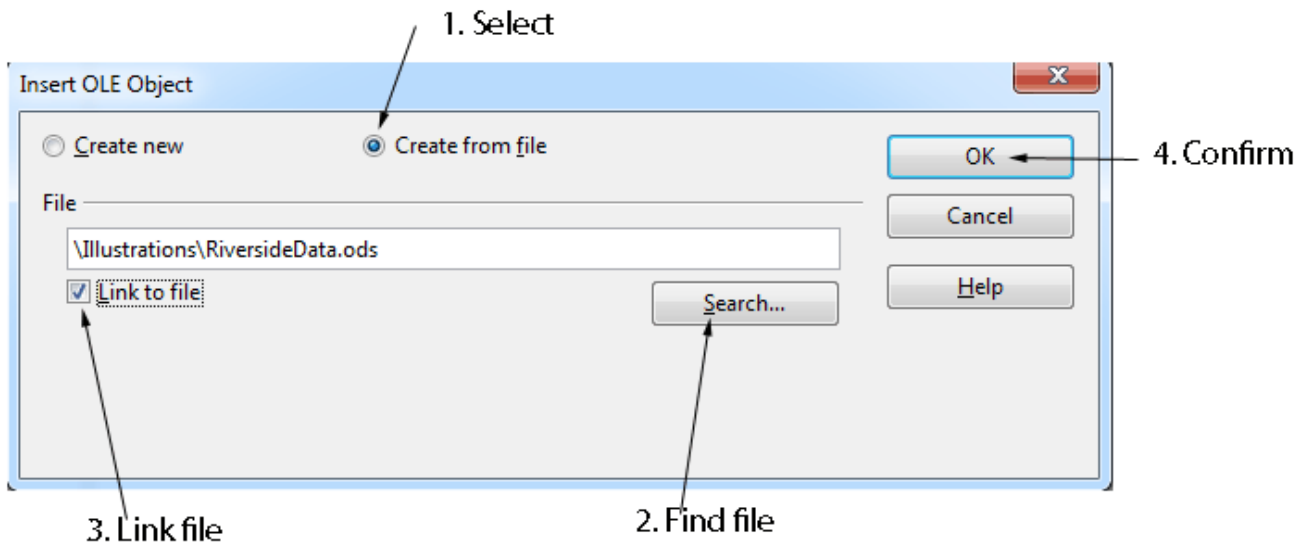 1. Select
Insert OLE Object
Create new
Create from file
OK
4. Confirm
File
Cancel
\Illustrations\RiversideData.ods
Link to file
Search...
Help
3. Link file
2. Find file